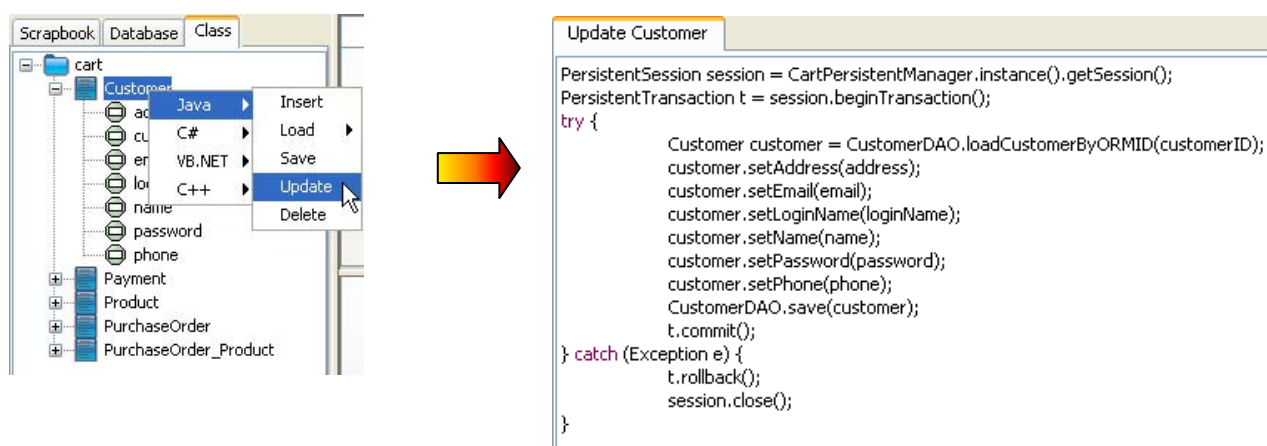 Scrapbook Database Class
cart
Customer
Java Insert
C# Load
VB.NET Save
C++ Update
name Delete
password
phone
Payment
Product
PurchaseOrder
PurchaseOrder_Product
Update Customer
PersistentSession session = CartPersistentManager.instance().getSession();
PersistentTransaction t = session.beginTransaction();
try {
Customer customer = CustomerDAO.loadCustomerByORMID(customerID);
customer.setAddress(address);
customer.setEmail(email);
customer.setLoginName(loginName);
customer.setName(name);
customer.setPassword(password);
customer.setPhone(phone);
CustomerDAO.save(customer);
t.commit();
} catch (Exception e) {
t.rollback();
session.close();
}